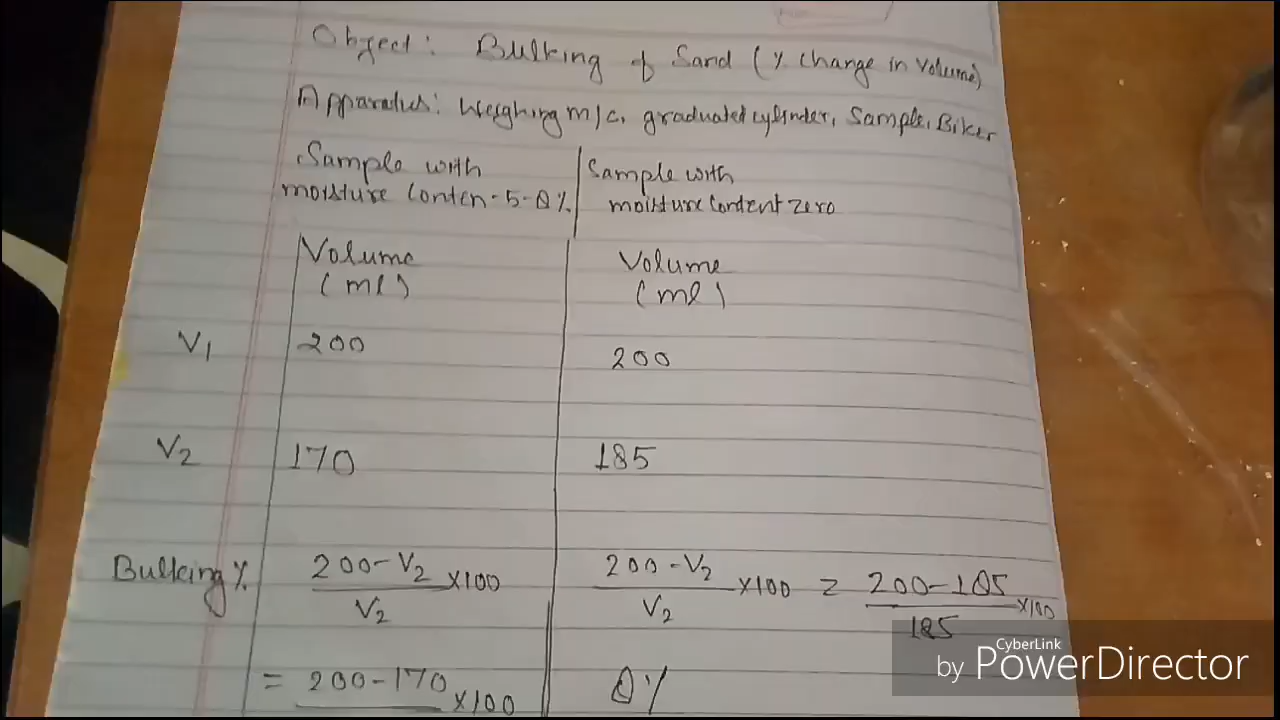 Object: Bulking of Sand (% change in volume)
Apparatus: Weighing m/c, graduated cylinder, Sample, Biker
Sample with moisture Conten-5-8%
Sample with moisture Content zero
Volume (ml)
Volume (ml)
V1 200 200
V2 170 185
Bulking % 200-V2/V2 x100 200-V2/V2 x100 = 200-185/185 x100
= 200-170 x100 8%
CyberLink
by PowerDirector